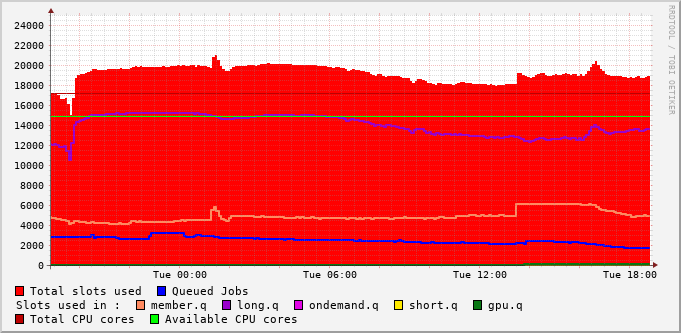 RRDTOOL / TOBI OETIKER
24000
22000
20000
18000
16000
14000
12000
10000
8000
6000
4000
2000
0
Tue 00:00 Tue 06:00 Tue 12:00 Tue 18:00
Total slots used Queued Jobs
Slots used in : member.q long.q ondemand.q short.q gpu.q
Total CPU cores Available CPU cores